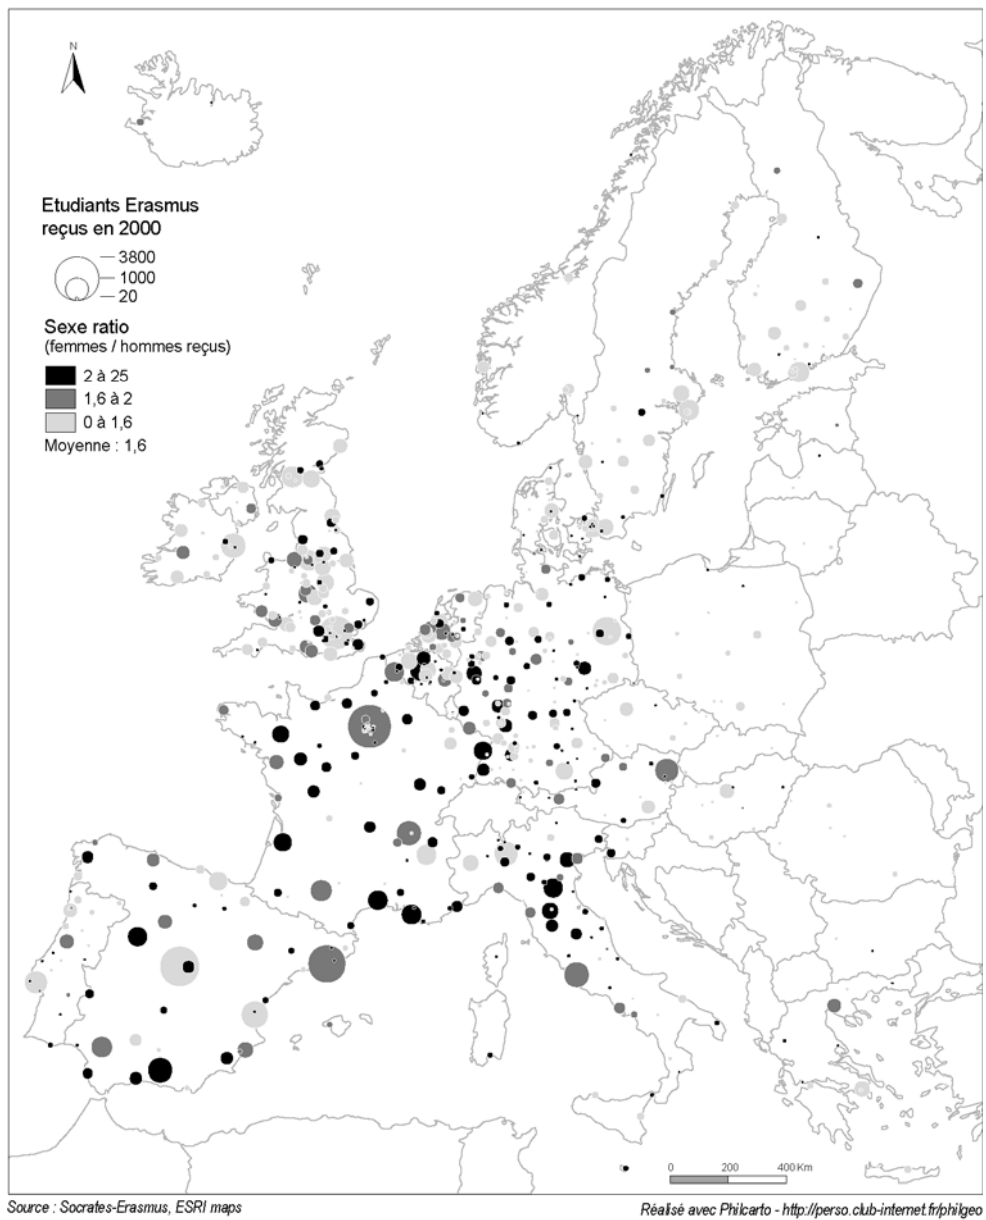 N
Etudiants Erasmus
reçus en 2000
3800
1000
20
Sexe ratio
(femmes / hommes reçus)
2 à 25
1,6 à 2
0 à 1,6
Moyenne : 1,6
0 200 400 Km
Source : Socrates-Erasmus, ESRI maps
Réalisé avec Philcarto - http://perso.club-internet.fr/philgeo